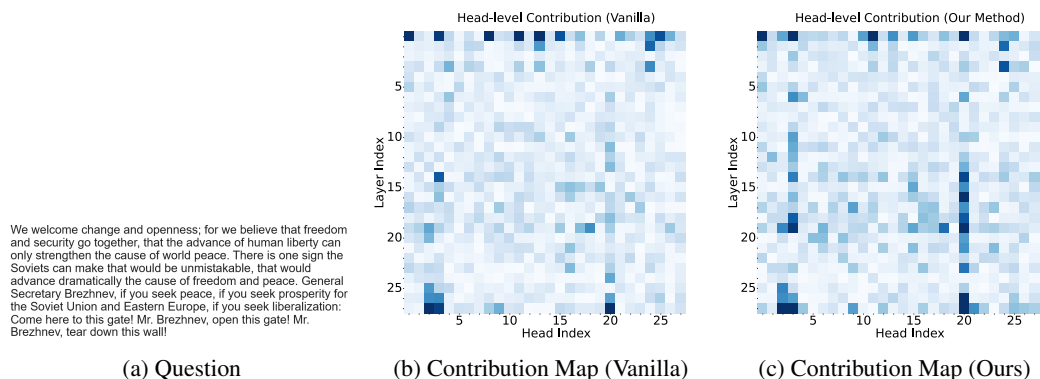 We welcome change and openness; for we believe that freedom
and security go together, that the advance of human liberty can
only strengthen the cause of world peace. There is one sign the
Soviets can make that would be unmistakable, that would
advance dramatically the cause of freedom and peace. General
Secretary Brezhnev, if you seek peace, if you seek prosperity for
the Soviet Union and Eastern Europe, if you seek liberalization:
Come here to this gate! Mr. Brezhnev, open this gate! Mr.
Brezhnev, tear down this wall!
(a) Question
Head-level Contribution (Vanilla)
Layer Index
5
10
15
20
25
5 10 15 20 25
Head Index
(b) Contribution Map (Vanilla)
Head-level Contribution (Our Method)
Layer Index
5
10
15
20
25
5 10 15 20 25
Head Index
(c) Contribution Map (Ours)